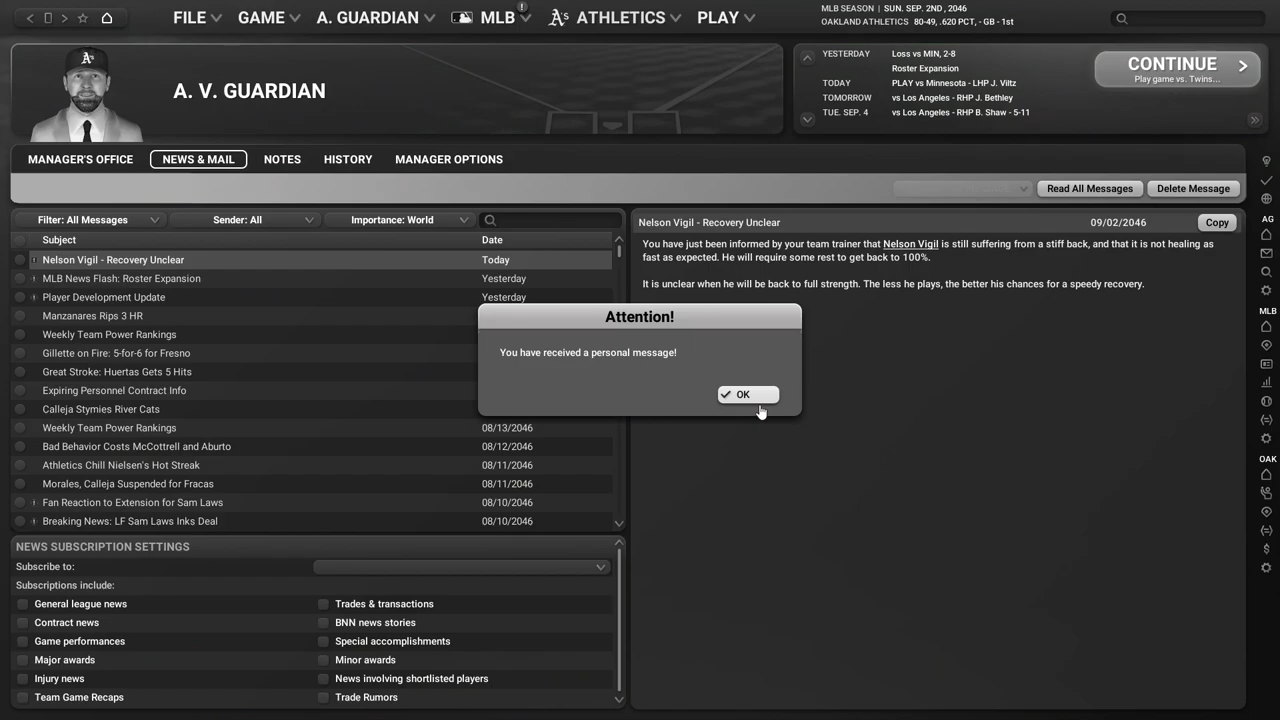 FILE
GAME
A. GUARDIAN
MLB
!
A's
ATHLETICS
PLAY
MLB SEASON | SUN. SEP. 2ND, 2046
OAKLAND ATHLETICS 80-49, .620 PCT, - GB - 1st
A's
A. V. GUARDIAN
YESTERDAY Loss vs MIN, 2-8
Roster Expansion
TODAY PLAY vs Minnesota - LHP J. Viltz
TOMORROW vs Los Angeles - RHP J. Bethley
TUE. SEP. 4 vs Los Angeles - RHP B. Shaw - 5-11
CONTINUE
Play game vs. Twins...
MANAGER'S OFFICE
NEWS & MAIL
NOTES
HISTORY
MANAGER OPTIONS
Read All Messages
Delete Message
Filter: All Messages
Sender: All
Importance: World
Subject Date
! Nelson Vigil - Recovery Unclear Today
! MLB News Flash: Roster Expansion Yesterday
! Player Development Update Yesterday
Manzanares Rips 3 HR
Weekly Team Power Rankings
Gillette on Fire: 5-for-6 for Fresno
Great Stroke: Huertas Gets 5 Hits
Expiring Personnel Contract Info
Calleja Stymies River Cats
Weekly Team Power Rankings 08/13/2046
Bad Behavior Costs McCottrell and Aburto 08/12/2046
Athletics Chill Nielsen's Hot Streak 08/11/2046
Morales, Calleja Suspended for Fracas 08/11/2046
! Fan Reaction to Extension for Sam Laws 08/10/2046
! Breaking News: LF Sam Laws Inks Deal 08/10/2046
Nelson Vigil - Recovery Unclear 09/02/2046
Copy
You have just been informed by your team trainer that Nelson Vigil is still suffering from a stiff back, and that it is not healing as
fast as expected. He will require some rest to get back to 100%.
It is unclear when he will be back to full strength. The less he plays, the better his chances for a speedy recovery.
Attention!
You have received a personal message!
OK
NEWS SUBSCRIPTION SETTINGS
Subscribe to:
Subscriptions include:
General league news Trades & transactions
Contract news BNN news stories
Game performances Special accomplishments
Major awards Minor awards
Injury news News involving shortlisted players
Team Game Recaps Trade Rumors
AG
MLB
OAK